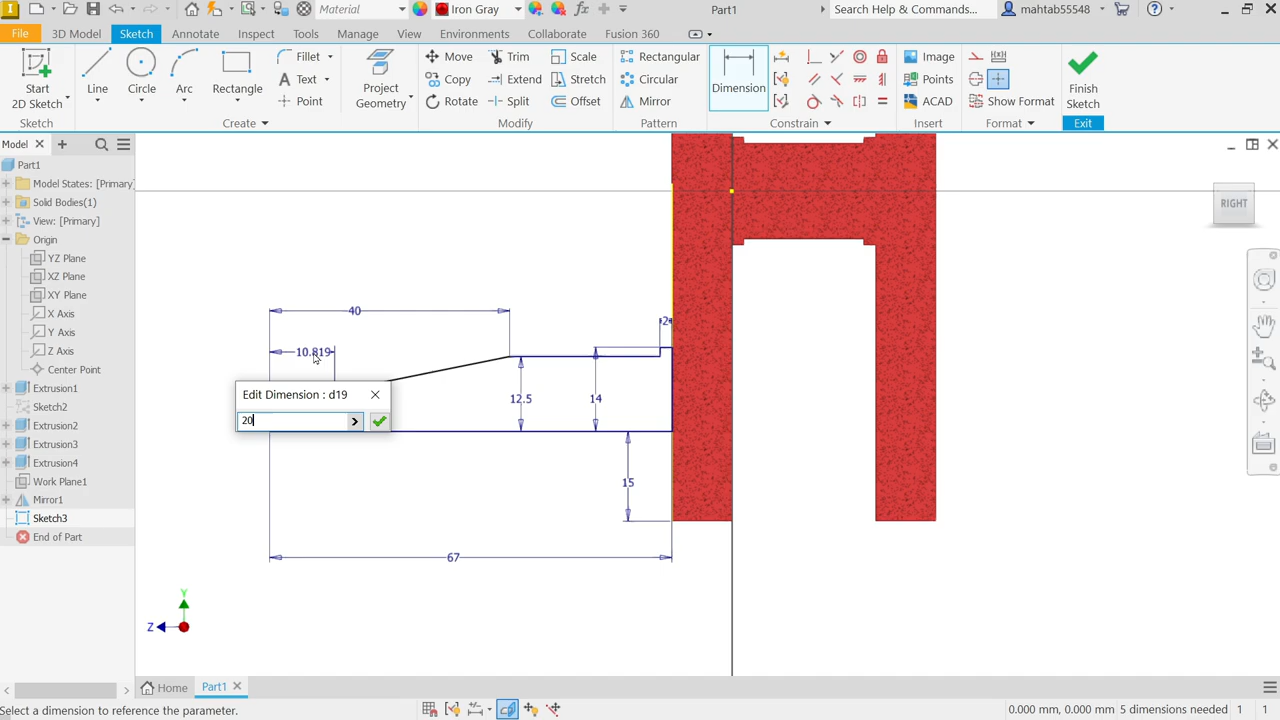 Material
Iron Gray
Part1
Search Help & Commands...
mahtab55548
File
3D Model
Sketch
Annotate
Inspect
Tools
Manage
View
Environments
Collaborate
Fusion 360
Start
2D Sketch
Line
Circle
Arc
Rectangle
Fillet
Text
Point
Project
Geometry
Move
Copy
Rotate
Trim
Extend
Split
Scale
Stretch
Offset
Rectangular
Circular
Mirror
Dimension
Image
Points
ACAD
Show Format
Finish
Sketch
Sketch
Create
Modify
Pattern
Constrain
Insert
Format
Exit
Model
Part1
Model States: [Primary]
Solid Bodies(1)
View: [Primary]
Origin
YZ Plane
XZ Plane
XY Plane
X Axis
Y Axis
Z Axis
Center Point
Extrusion1
Sketch2
Extrusion2
Extrusion3
Extrusion4
Work Plane1
Mirror1
Sketch3
End of Part
RIGHT
40
2
10.819
Edit Dimension : d19
20
12.5
14
15
67
Y
Z
Home
Part1
Select a dimension to reference the parameter.
0.000 mm, 0.000 mm
5 dimensions needed
1
1